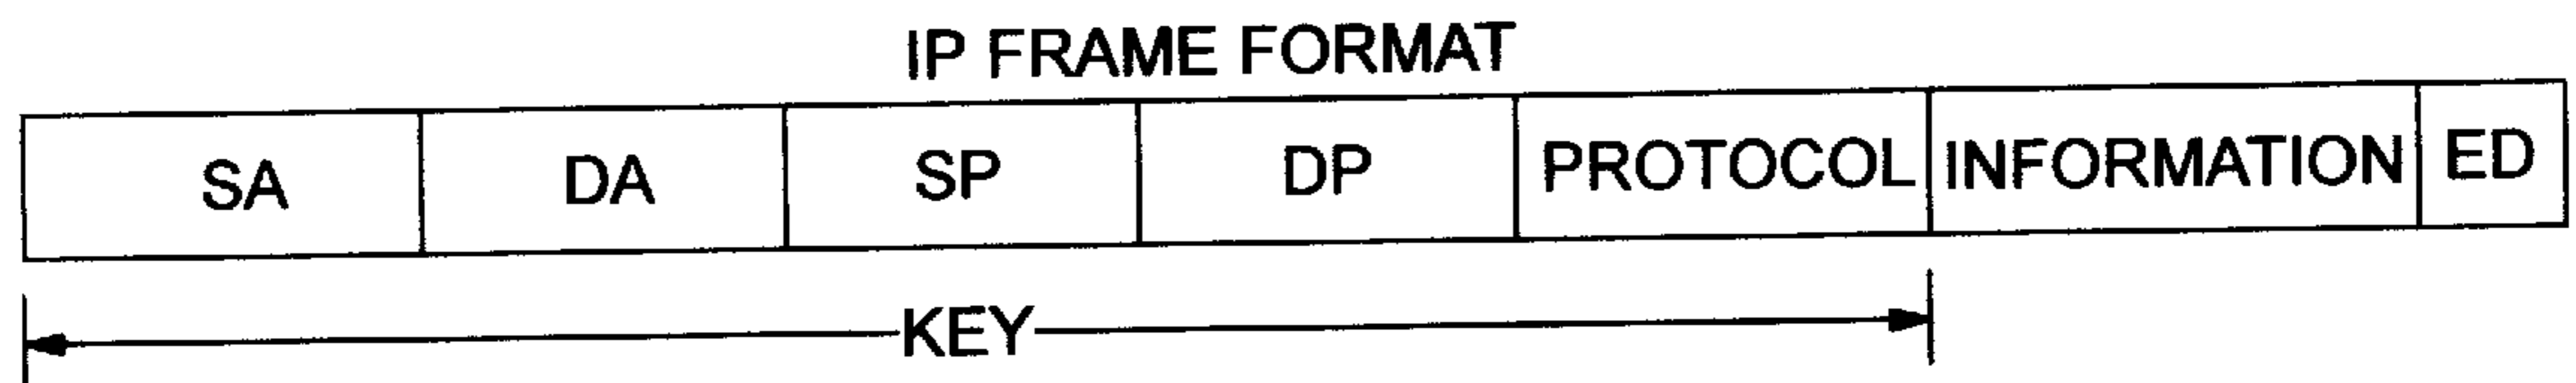 IP FRAME FORMAT
SA DA SP DP PROTOCOL INFORMATION ED
KEY